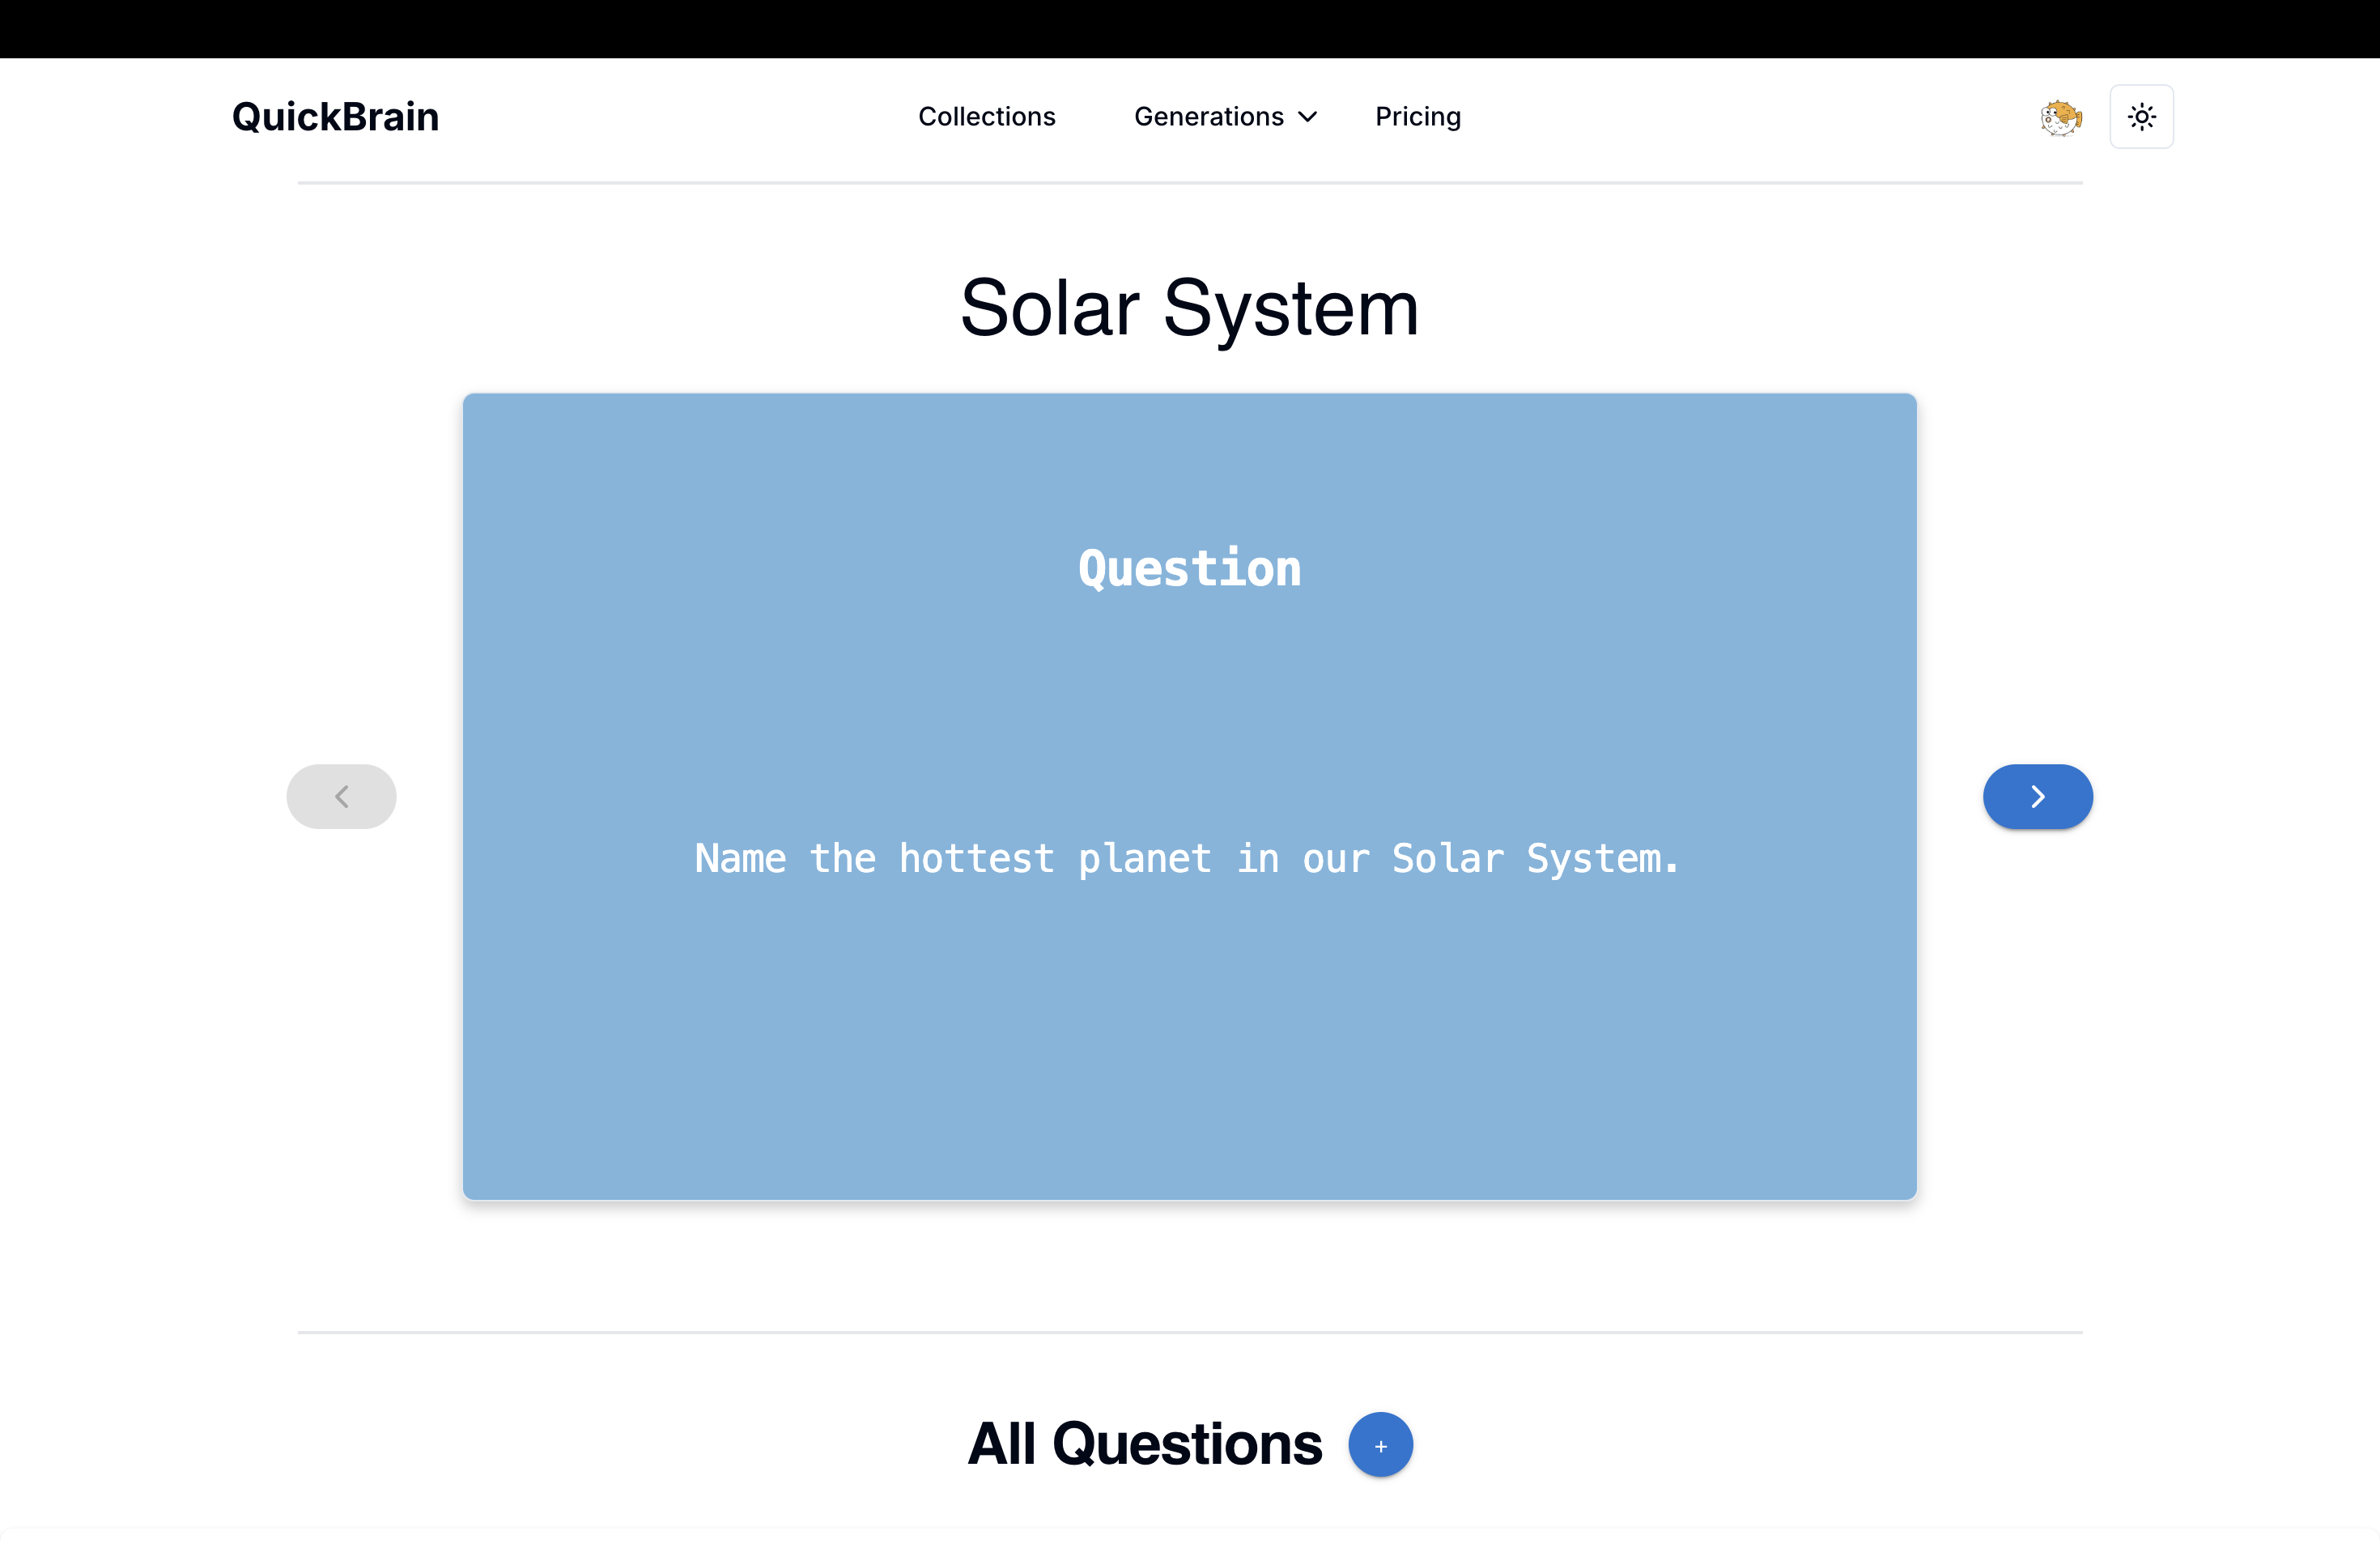 QuickBrain
Collections Generations Pricing
Solar System
Question
Name the hottest planet in our Solar System.
All Questions +